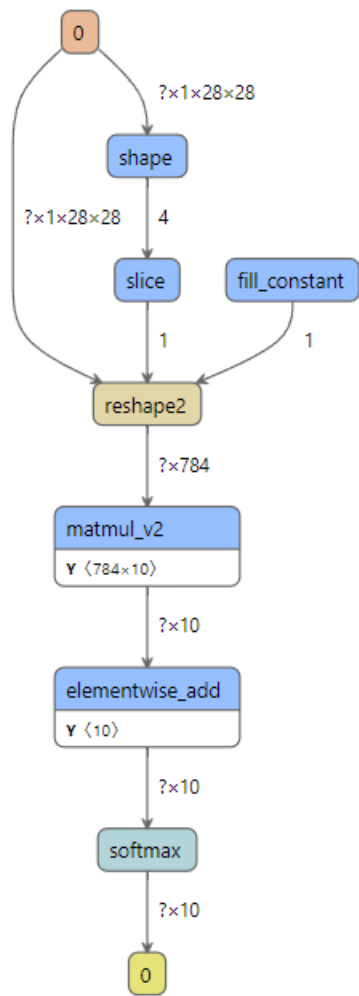 0
?×1×28×28
shape
?×1×28×28
4
slice
fill_constant
1
1
reshape2
?×784
matmul_v2
Y 〈784×10〉
?×10
elementwise_add
Y 〈10〉
?×10
softmax
?×10
0